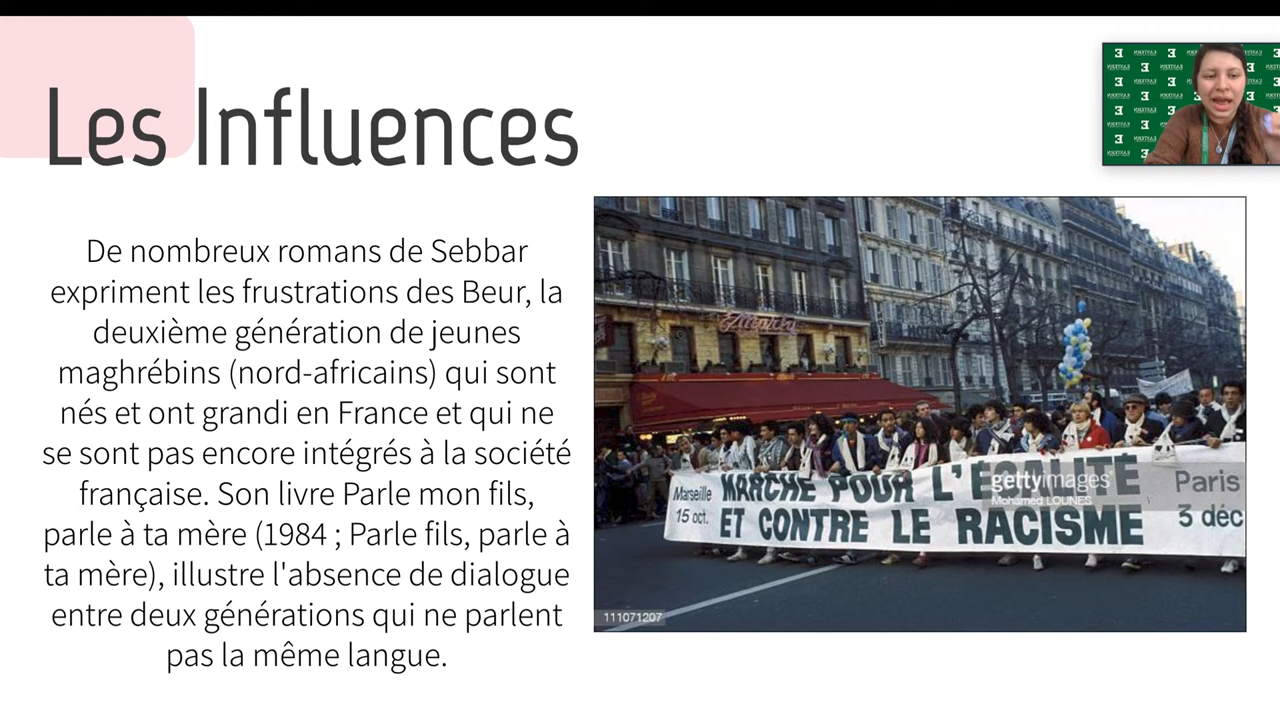 Les Influences
De nombreux romans de Sebbar
expriment les frustrations des Beur, la
deuxième génération de jeunes
maghrébins (nord-africains) qui sont
nés et ont grandi en France et qui ne
se sont pas encore intégrés à la société
française. Son livre Parle mon fils,
parle à ta mère (1984 ; Parle fils, parle à
ta mère), illustre l'absence de dialogue
entre deux générations qui ne parlent
pas la même langue.
Marseille
15 oct.
MARCHE POUR L'ÉGALITÉ
ET CONTRE LE RACISME
Paris
3 déc
gettyimages
Mohamed LOUNES
111071207